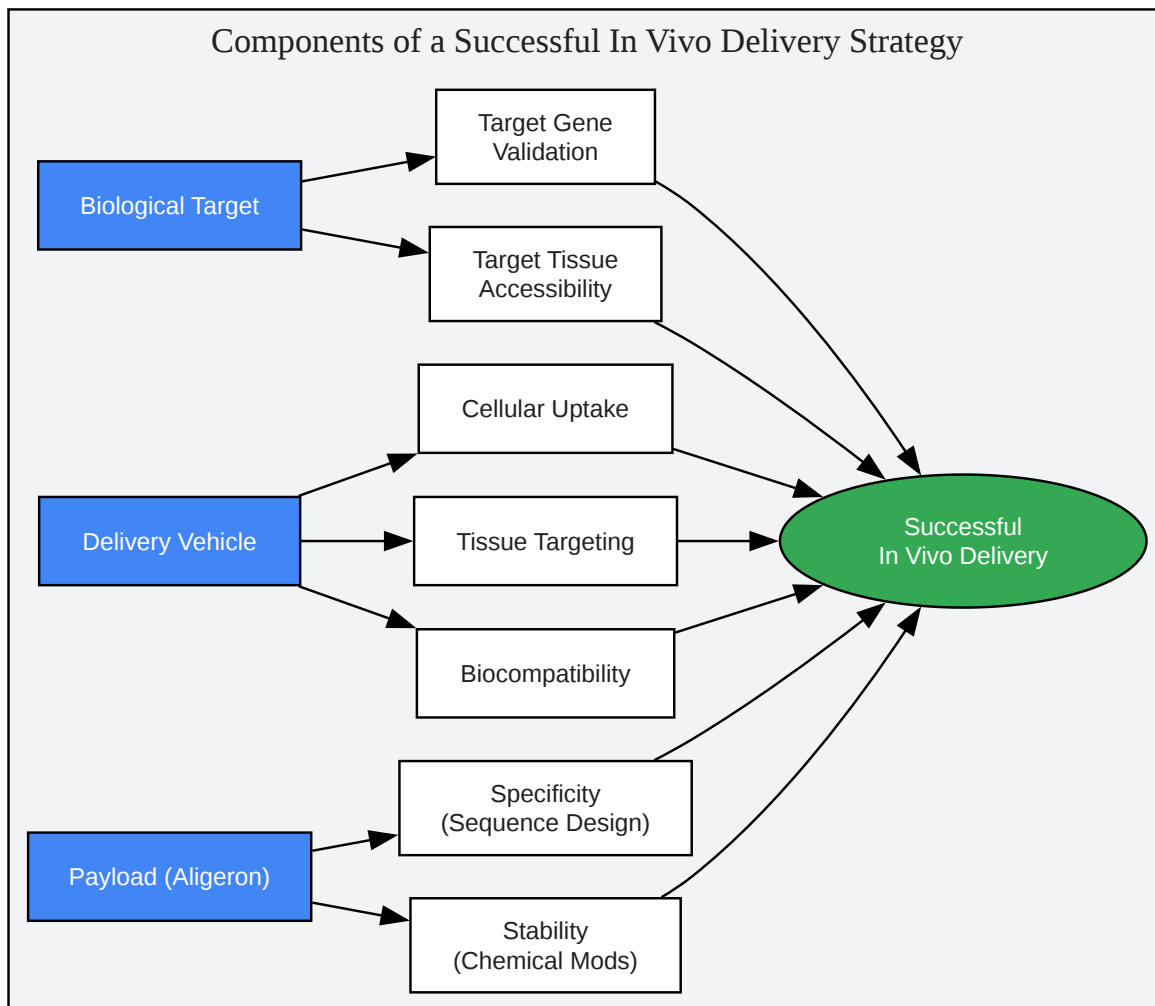 Components of a Successful In Vivo Delivery Strategy
Biological Target
Target Gene
Validation
Target Tissue
Accessibility
Delivery Vehicle
Cellular Uptake
Tissue Targeting
Biocompatibility
Payload (Aligeron)
Specificity
(Sequence Design)
Stability
(Chemical Mods)
Successful
In Vivo Delivery